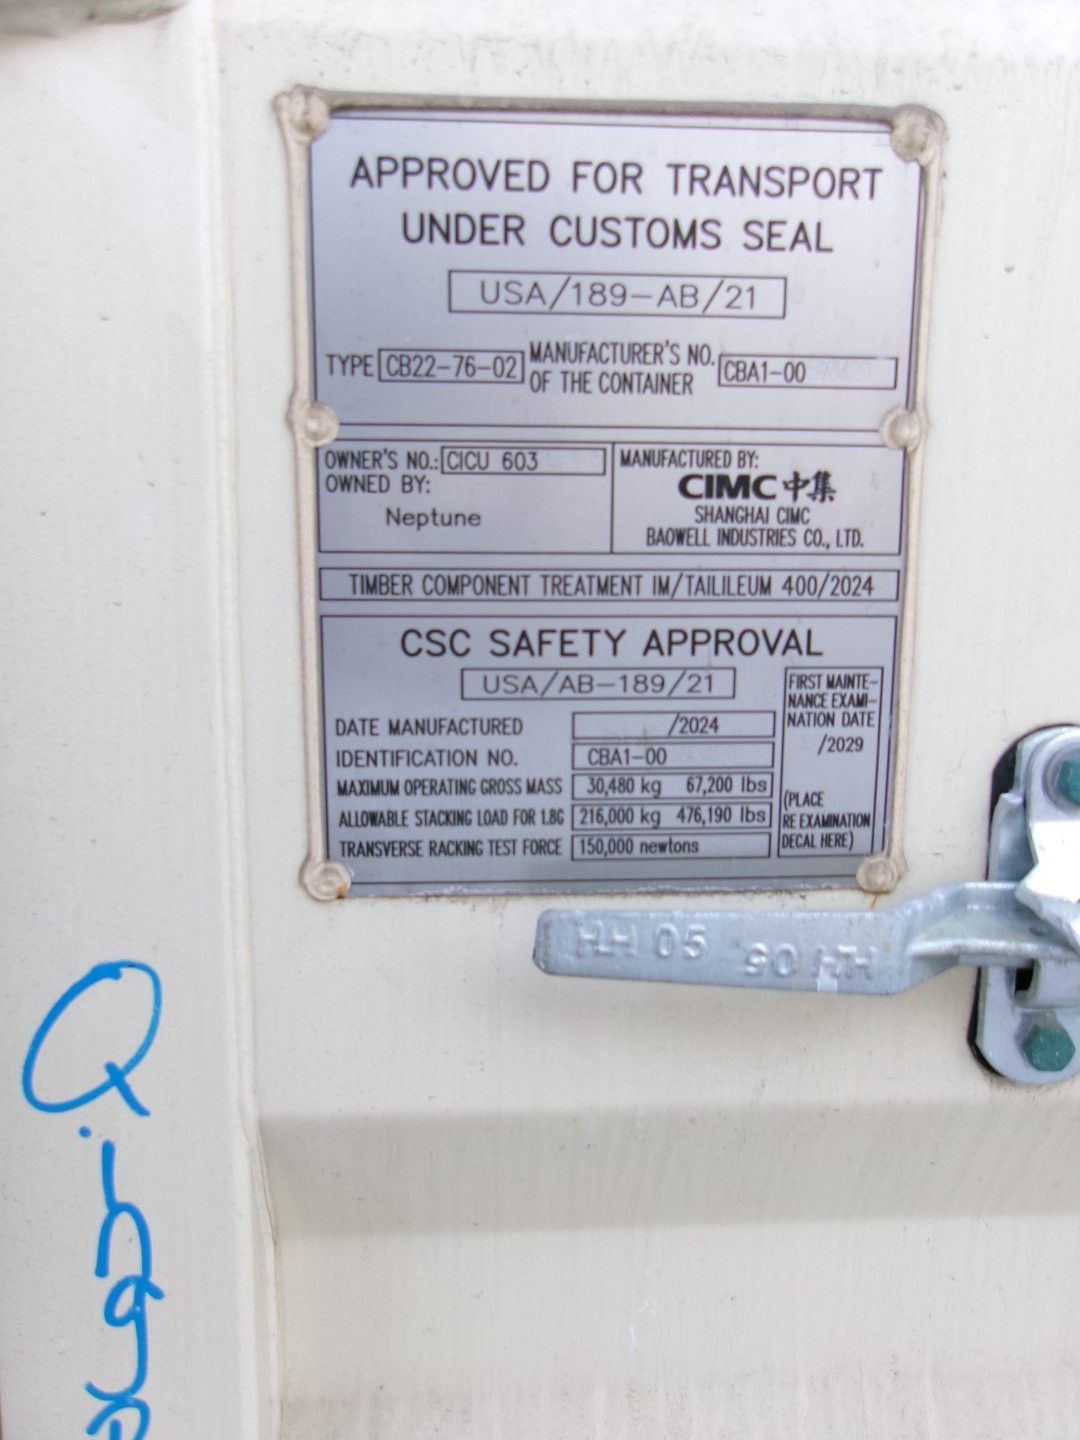 APPROVED FOR TRANSPORT
UNDER CUSTOMS SEAL
USA/189-AB/21
TYPE CB22-76-02
MANUFACTURER'S NO.
OF THE CONTAINER
CBA1-00
OWNER'S NO.: CICU 603
OWNED BY:
Neptune
MANUFACTURED BY:
CIMC 中集
SHANGHAI CIMC
BAOWELL INDUSTRIES CO., LTD.
TIMBER COMPONENT TREATMENT IM/TAILILEUM 400/2024
CSC SAFETY APPROVAL
USA/AB-189/21
DATE MANUFACTURED /2024
IDENTIFICATION NO. CBA1-00
MAXIMUM OPERATING GROSS MASS 30,480 kg 67,200 lbs
ALLOWABLE STACKING LOAD FOR 1.8G 216,000 kg 476,190 lbs
TRANSVERSE RACKING TEST FORCE 150,000 newtons
FIRST MAINTE-
NANCE EXAMI-
NATION DATE
/2029
(PLACE
RE EXAMINATION
DECAL HERE)
HH 05 90 HH